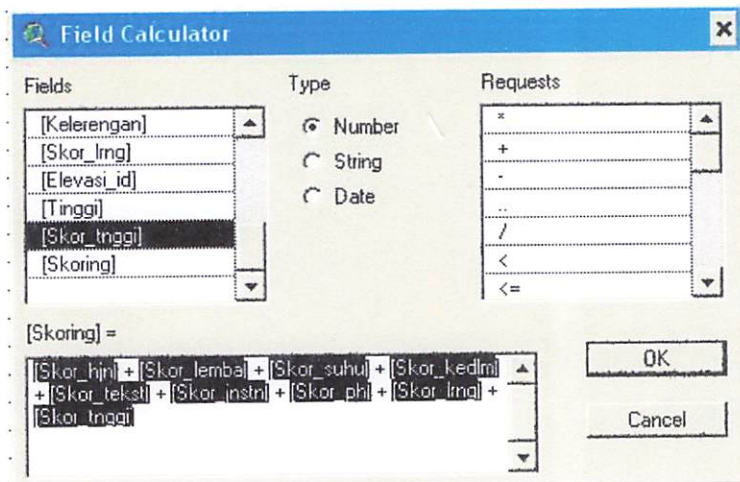 Field Calculator
Fields
Type
Requests
[Kelerengan]
[Skor_lrng]
[Elevasi_id]
[Tinggi]
[Skor_tnggi]
[Skoring]
Number
String
Date
*
+
-
..
/
<
<=
[Skoring] =
[Skor_hjn] + [Skor_lemba] + [Skor_suhu] + [Skor_kedlm]
+ [Skor_tekst] + [Skor_jnstn] + [Skor_ph] + [Skor_lrng] +
[Skor_tnggi]
OK
Cancel